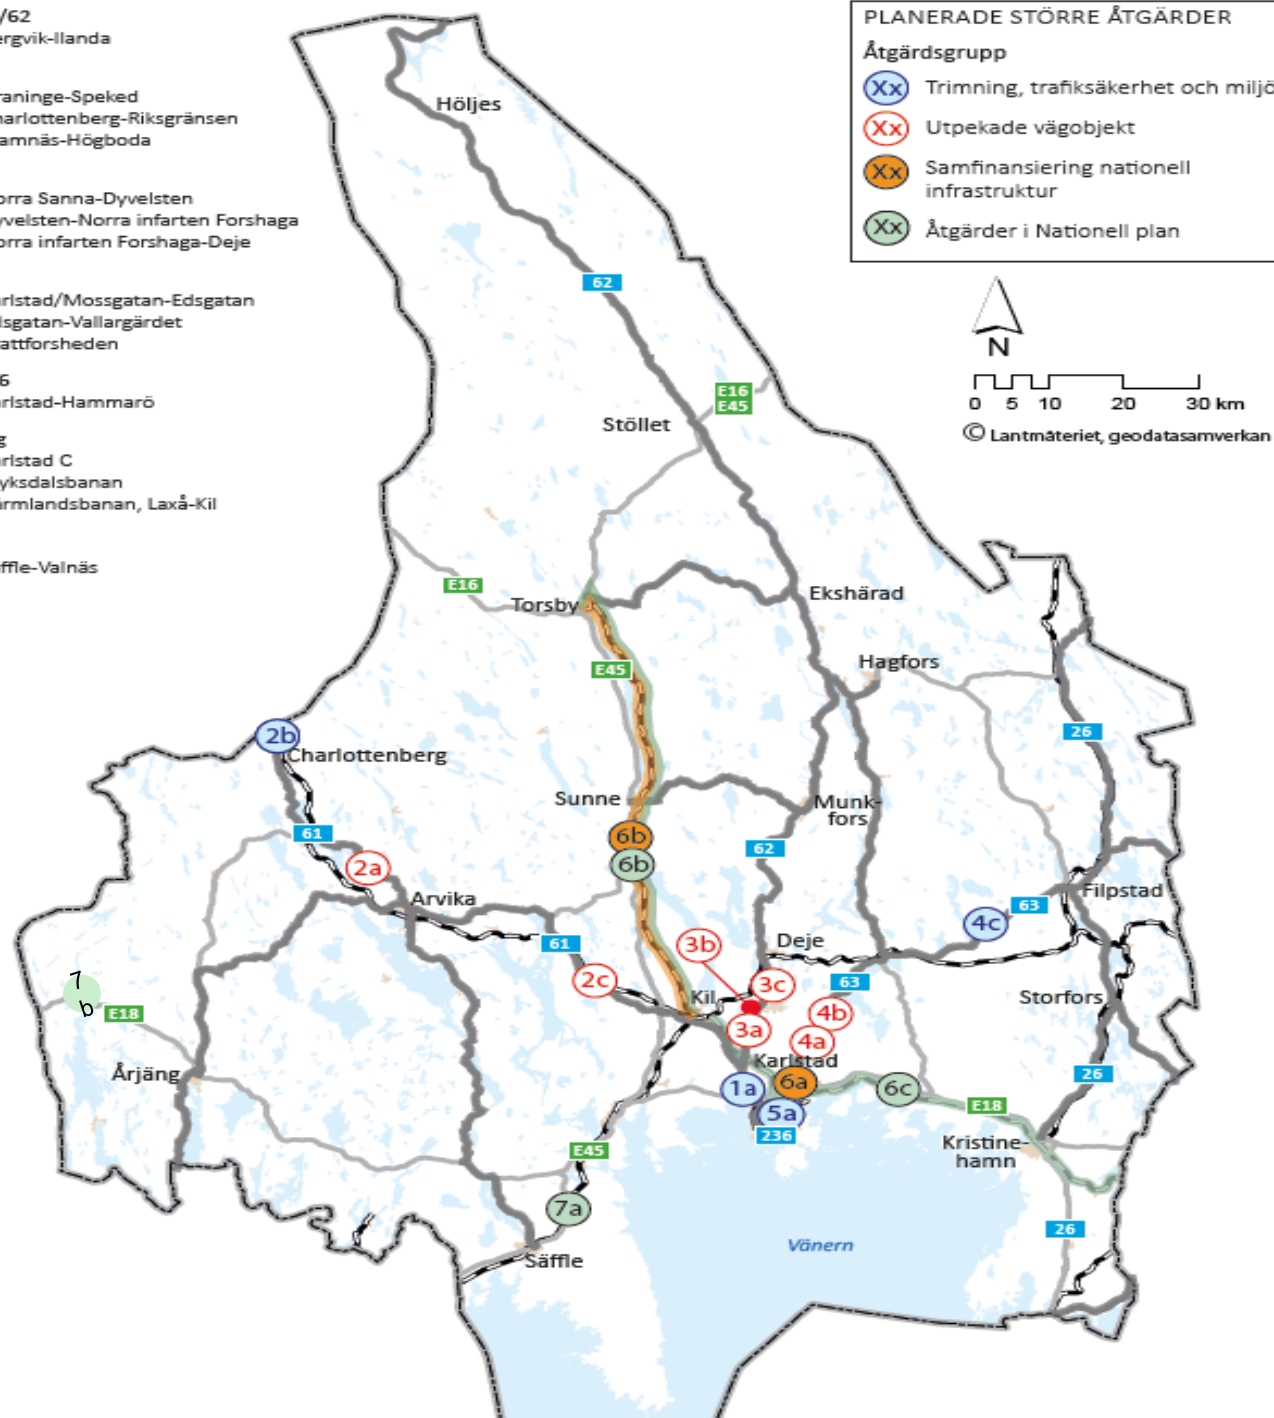 /62
ergvik-Ilanda
raninge-Speked
harlottenberg-Riksgränsen
amnäs-Högboda
orra Sanna-Dyvelsten
yvelsten-Norra infarten Forshaga
orra infarten Forshaga-Deje
arlstad/Mossgatan-Edsgatan
lsgatan-Vallargärdet
rattforsheden
6
arlstad-Hammarö
g
arlstad C
yksdalsbanan
ärmlandsbanan, Laxå-Kil
iffle-Valnäs
PLANERADE STÖRRE ÅTGÄRDER
Åtgärdsgrupp
Xx Trimning, trafiksäkerhet och miljö
Xx Utpekade vägobjekt
Xx Samfinansiering nationell
infrastruktur
Xx Åtgärder i Nationell plan
N
0 5 10 20 30 km
© Lantmäteriet, geodatasamverkan
Höljes
62
E16
E45
Stöllet
E16
Torsby
Ekshärad
E45
Hagfors
2b
Charlottenberg
26
Sunne
Munk-
fors
61
6b
62
6b
2a
Arvika
Filpstad
63
4c
61
3b
Deje
2c
3c
63
7
b
E18
Kil
Storfors
3a
4b
4a
Karlstad
Årjäng
26
1a
6a
6c
5a
E18
236
Kristine-
hamn
E45
7a
26
Vänern
Säffle